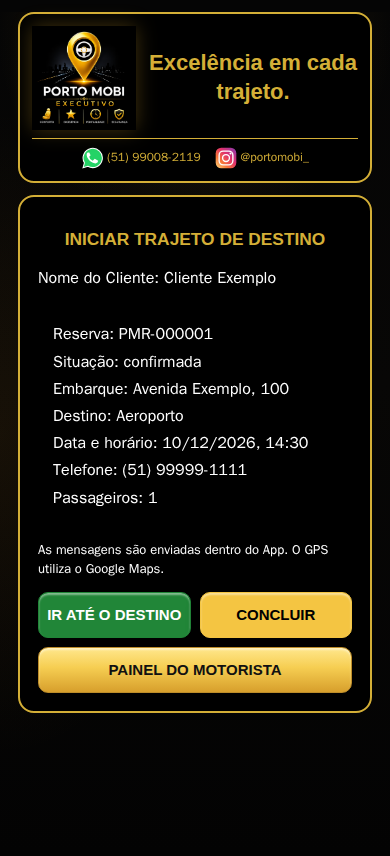 PORTO MOBI
EXECUTIVO
Excelência em cada
trajeto.
(51) 99008-2119
@portomobi_
INICIAR TRAJETO DE DESTINO
Nome do Cliente: Cliente Exemplo
Reserva: PMR-000001
Situação: confirmada
Embarque: Avenida Exemplo, 100
Destino: Aeroporto
Data e horário: 10/12/2026, 14:30
Telefone: (51) 99999-1111
Passageiros: 1
As mensagens são enviadas dentro do App. O GPS
utiliza o Google Maps.
IR ATÉ O DESTINO
CONCLUIR
PAINEL DO MOTORISTA